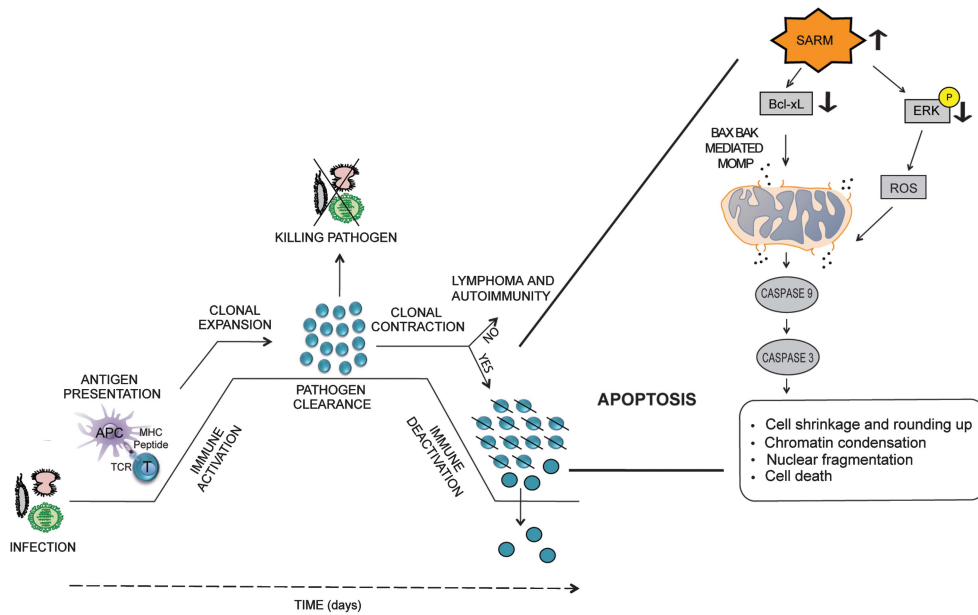 INFECTION
ANTIGEN
PRESENTATION
APC
MHC
Peptide
TCR
T
IMMUNE
ACTIVATION
CLONAL
EXPANSION
KILLING PATHOGEN
PATHOGEN
CLEARANCE
CLONAL
CONTRACTION
LYMPHOMA AND
AUTOIMMUNITY
NO
YES
IMMUNE
DEACTIVATION
APOPTOSIS
TIME (days)
SARM
Bcl-xL
P
ERK
BAX BAK
MEDIATED
MOMP
ROS
CASPASE 9
CASPASE 3
• Cell shrinkage and rounding up
• Chromatin condensation
• Nuclear fragmentation
• Cell death